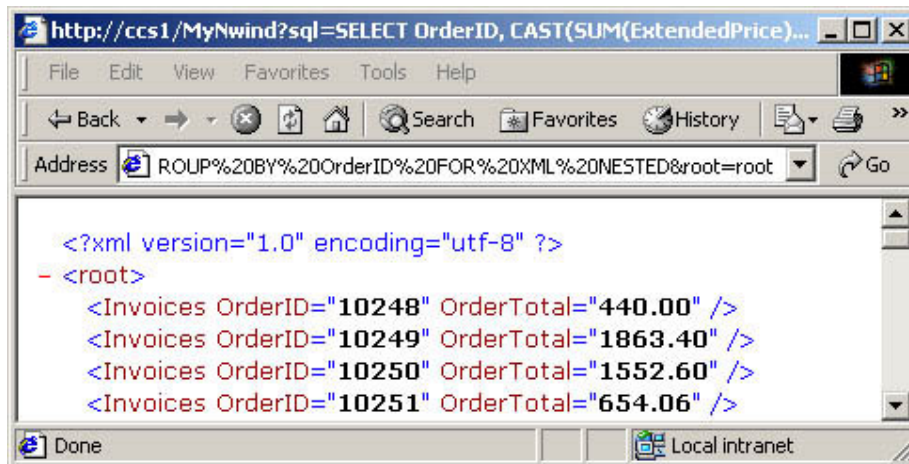 http://ccs1/MyNwind?sql=SELECT OrderID, CAST(SUM(ExtendedPrice)...
File Edit View Favorites Tools Help
Back Search Favorites History »
Address ROUP%20BY%20OrderID%20FOR%20XML%20NESTED&root=root Go
<?xml version="1.0" encoding="utf-8" ?>
- <root>
<Invoices OrderID="10248" OrderTotal="440.00" />
<Invoices OrderID="10249" OrderTotal="1863.40" />
<Invoices OrderID="10250" OrderTotal="1552.60" />
<Invoices OrderID="10251" OrderTotal="654.06" />
Done Local intranet